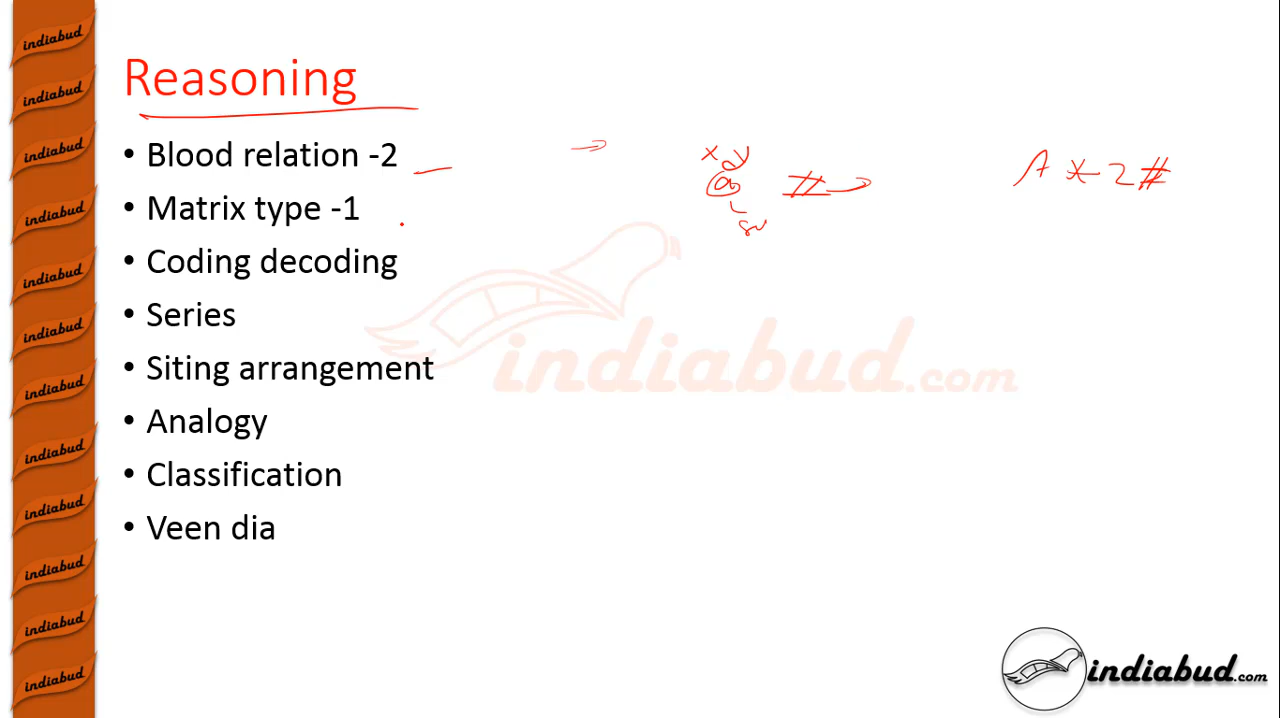 Reasoning
• Blood relation -2
• Matrix type -1
• Coding decoding
• Series
• Siting arrangement
• Analogy
• Classification
• Veen dia
x y
@
#
A * 2 #
indiabud.com
indiabud.com
indiabud
indiabud
indiabud
indiabud
indiabud
indiabud
indiabud
indiabud
indiabud
indiabud
indiabud
indiabud